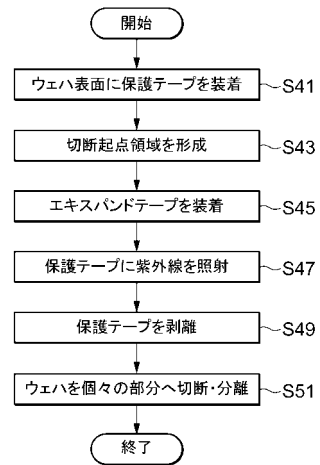 開始
ウェハ表面に保護テープを装着 S41
切断起点領域を形成 S43
エキスパンドテープを装着 S45
保護テープに紫外線を照射 S47
保護テープを剥離 S49
ウェハを個々の部分へ切断・分離 S51
終了